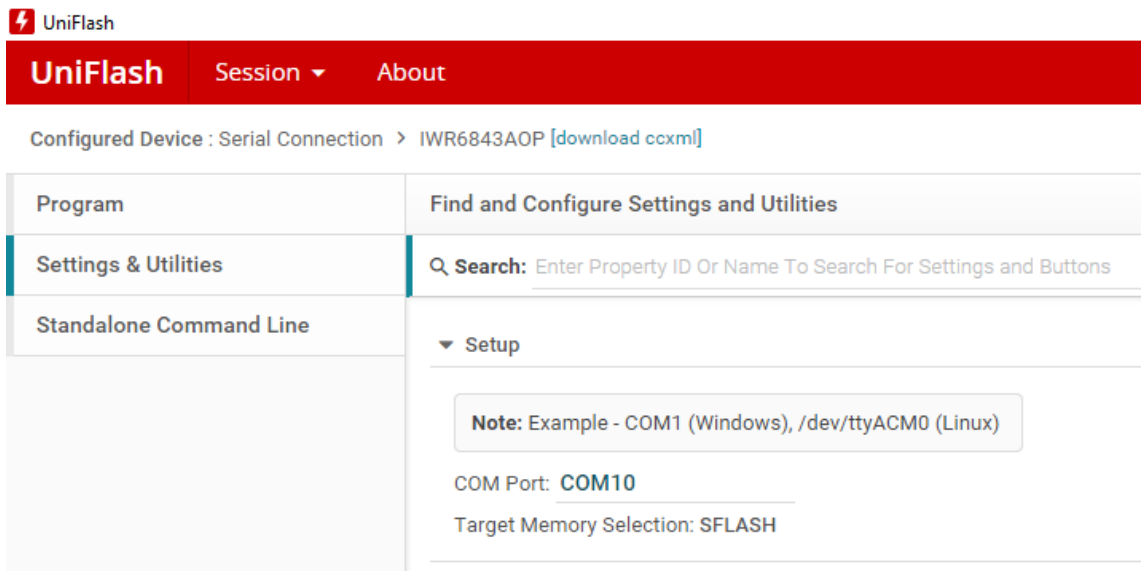 UniFlash
UniFlash Session About
Configured Device : Serial Connection > IWR6843AOP [download ccxml]
Program
Settings & Utilities
Standalone Command Line
Find and Configure Settings and Utilities
Search: Enter Property ID Or Name To Search For Settings and Buttons
Setup
Note: Example - COM1 (Windows), /dev/ttyACM0 (Linux)
COM Port: COM10
Target Memory Selection: SFLASH